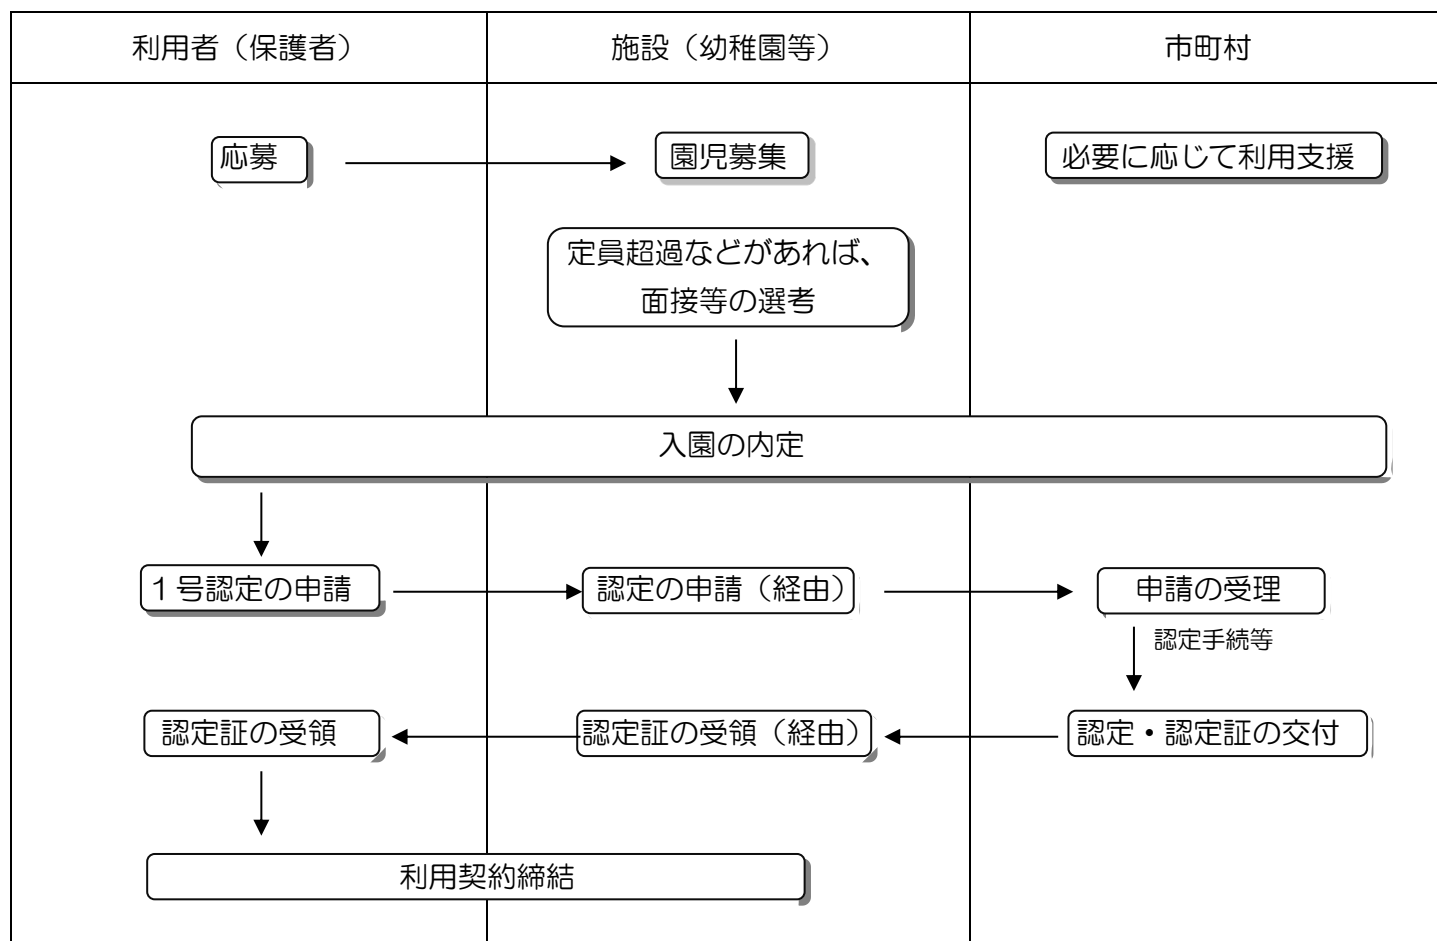 利用者（保護者）
施設（幼稚園等）
市町村
応募
園児募集
必要に応じて利用支援
定員超過などがあれば、
面接等の選考
入園の内定
１号認定の申請
認定の申請（経由）
申請の受理
認定手続等
認定証の受領
認定証の受領（経由）
認定・認定証の交付
利用契約締結